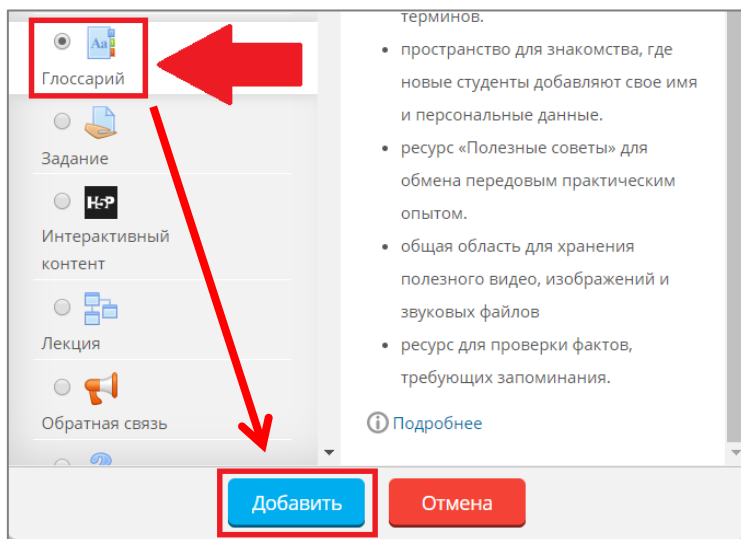 Aa
Глоссарий
Задание
H5P
Интерактивный
контент
Лекция
Обратная связь
терминов.
• пространство для знакомства, где
новые студенты добавляют свое имя
и персональные данные.
• ресурс «Полезные советы» для
обмена передовым практическим
опытом.
• общая область для хранения
полезного видео, изображений и
звуковых файлов
• ресурс для проверки фактов,
требующих запоминания.
Подробнее
Добавить
Отмена